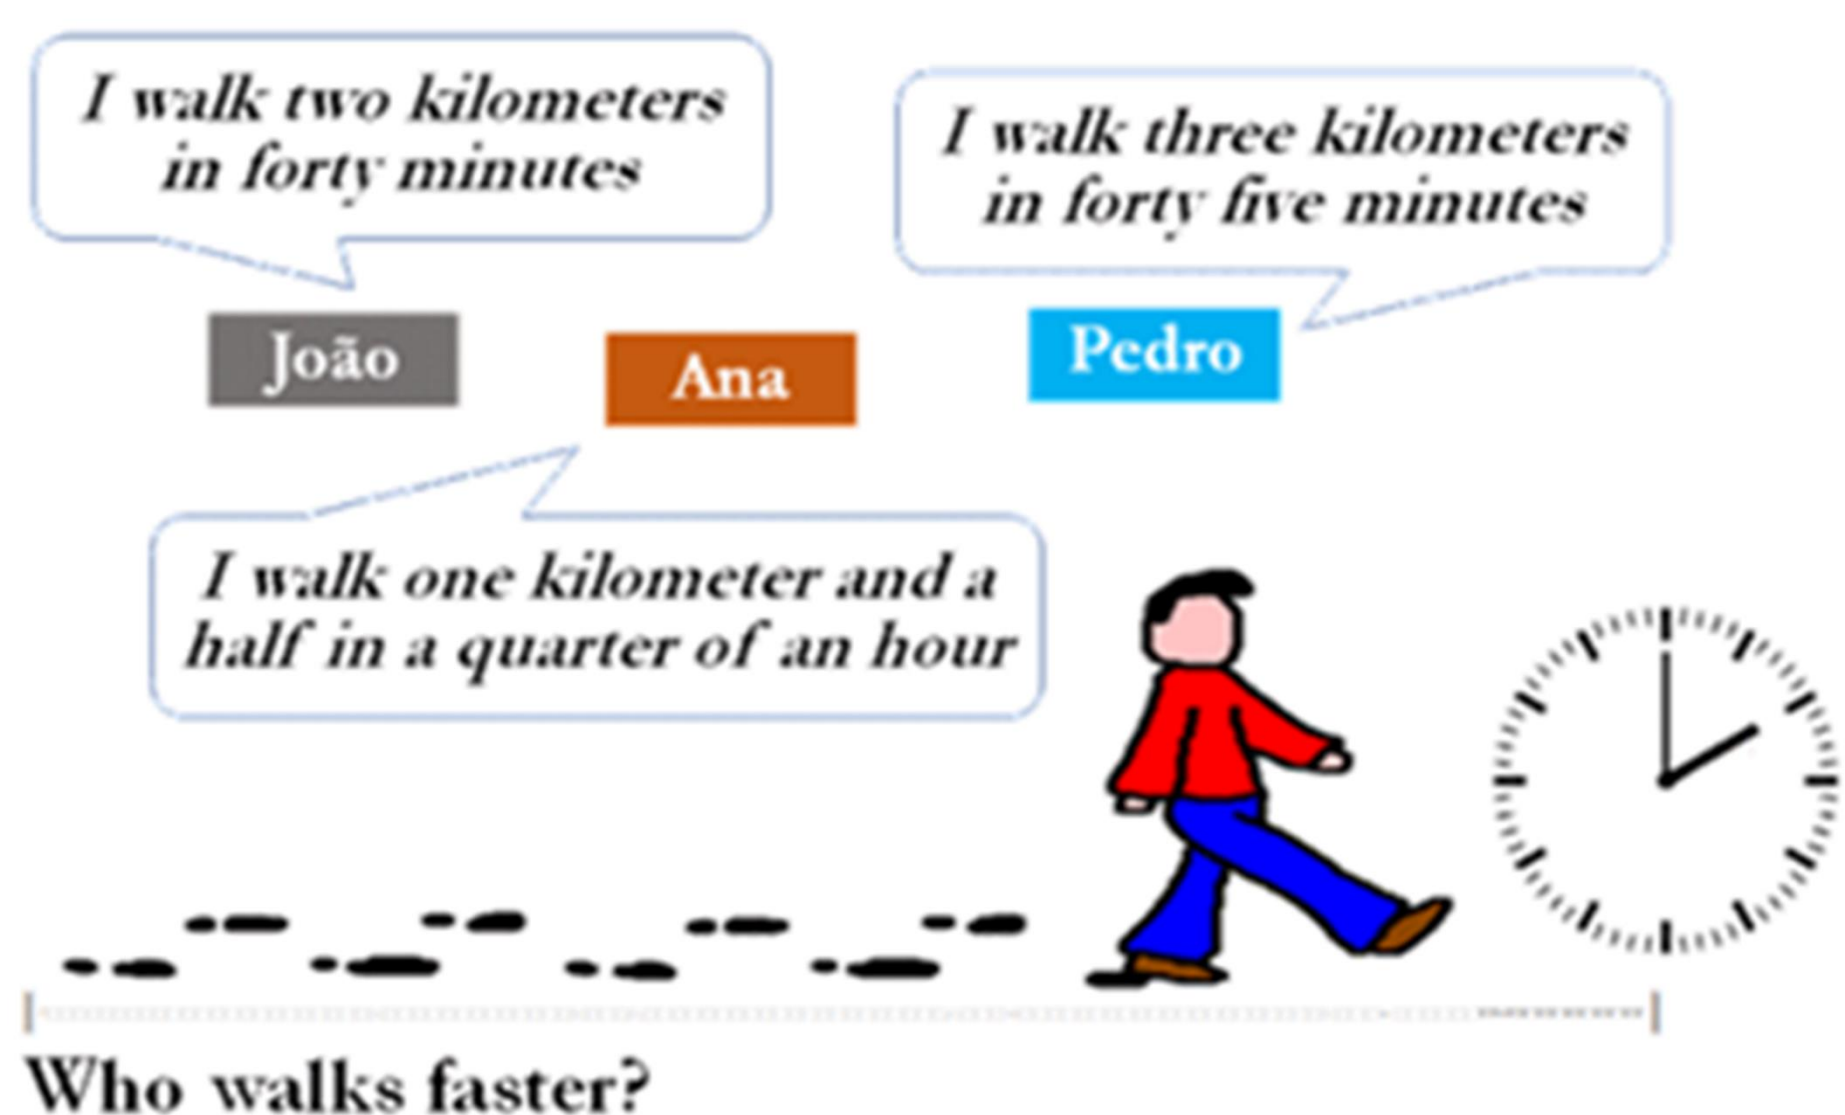 I walk two kilometers
in forty minutes
I walk three kilometers
in forty five minutes
João
Ana
Pedro
I walk one kilometer and a
half in a quarter of an hour
Who walks faster?